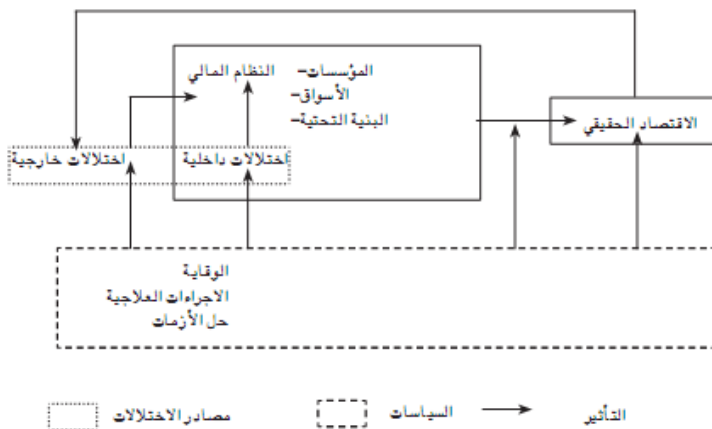 النظام المالي
-المؤسسات
-الأسواق
البنية التحتية-
الاقتصاد الحقيقي
اختلالات داخلية
اختلالات خارجية
الوقاية
الاجراءات العلاجية
حل الأزمات
التأثير
السياسات
مصادر الاختلالات